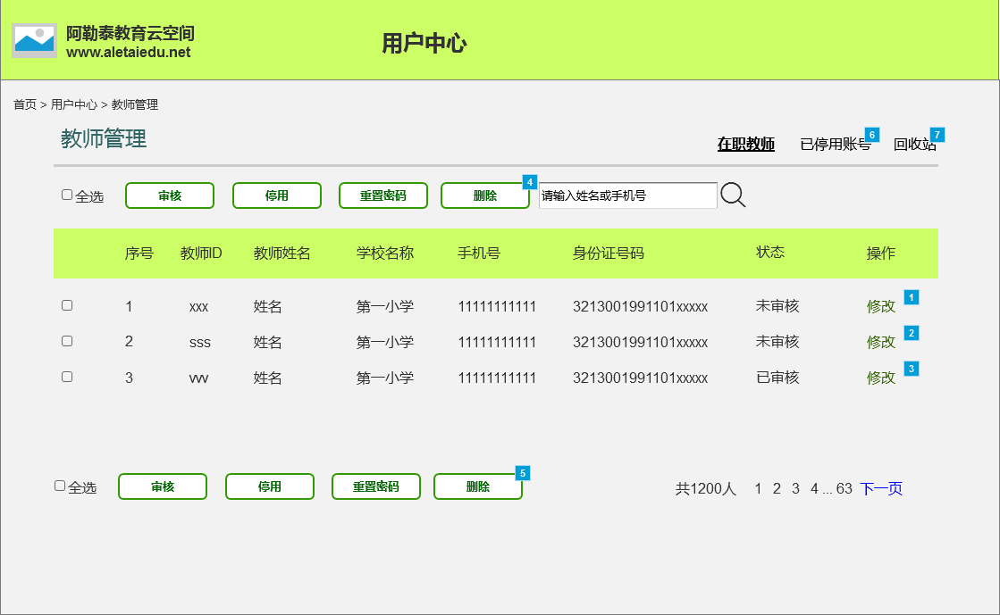 阿勒泰教育云空间
www.aletaiedu.net
用户中心
首页 > 用户中心 > 教师管理
教师管理
在职教师 已停用账号 6 回收站 7
全选 审核 停用 重置密码 删除 4 请输入姓名或手机号
序号 教师ID 教师姓名 学校名称 手机号 身份证号码 状态 操作
1 xxx 姓名 第一小学 11111111111 3213001991101xxxxx 未审核 修改 1
2 sss 姓名 第一小学 11111111111 3213001991101xxxxx 未审核 修改 2
3 vvv 姓名 第一小学 11111111111 3213001991101xxxxx 已审核 修改 3
全选 审核 停用 重置密码 删除 5 共1200人 1 2 3 4 ... 63 下一页